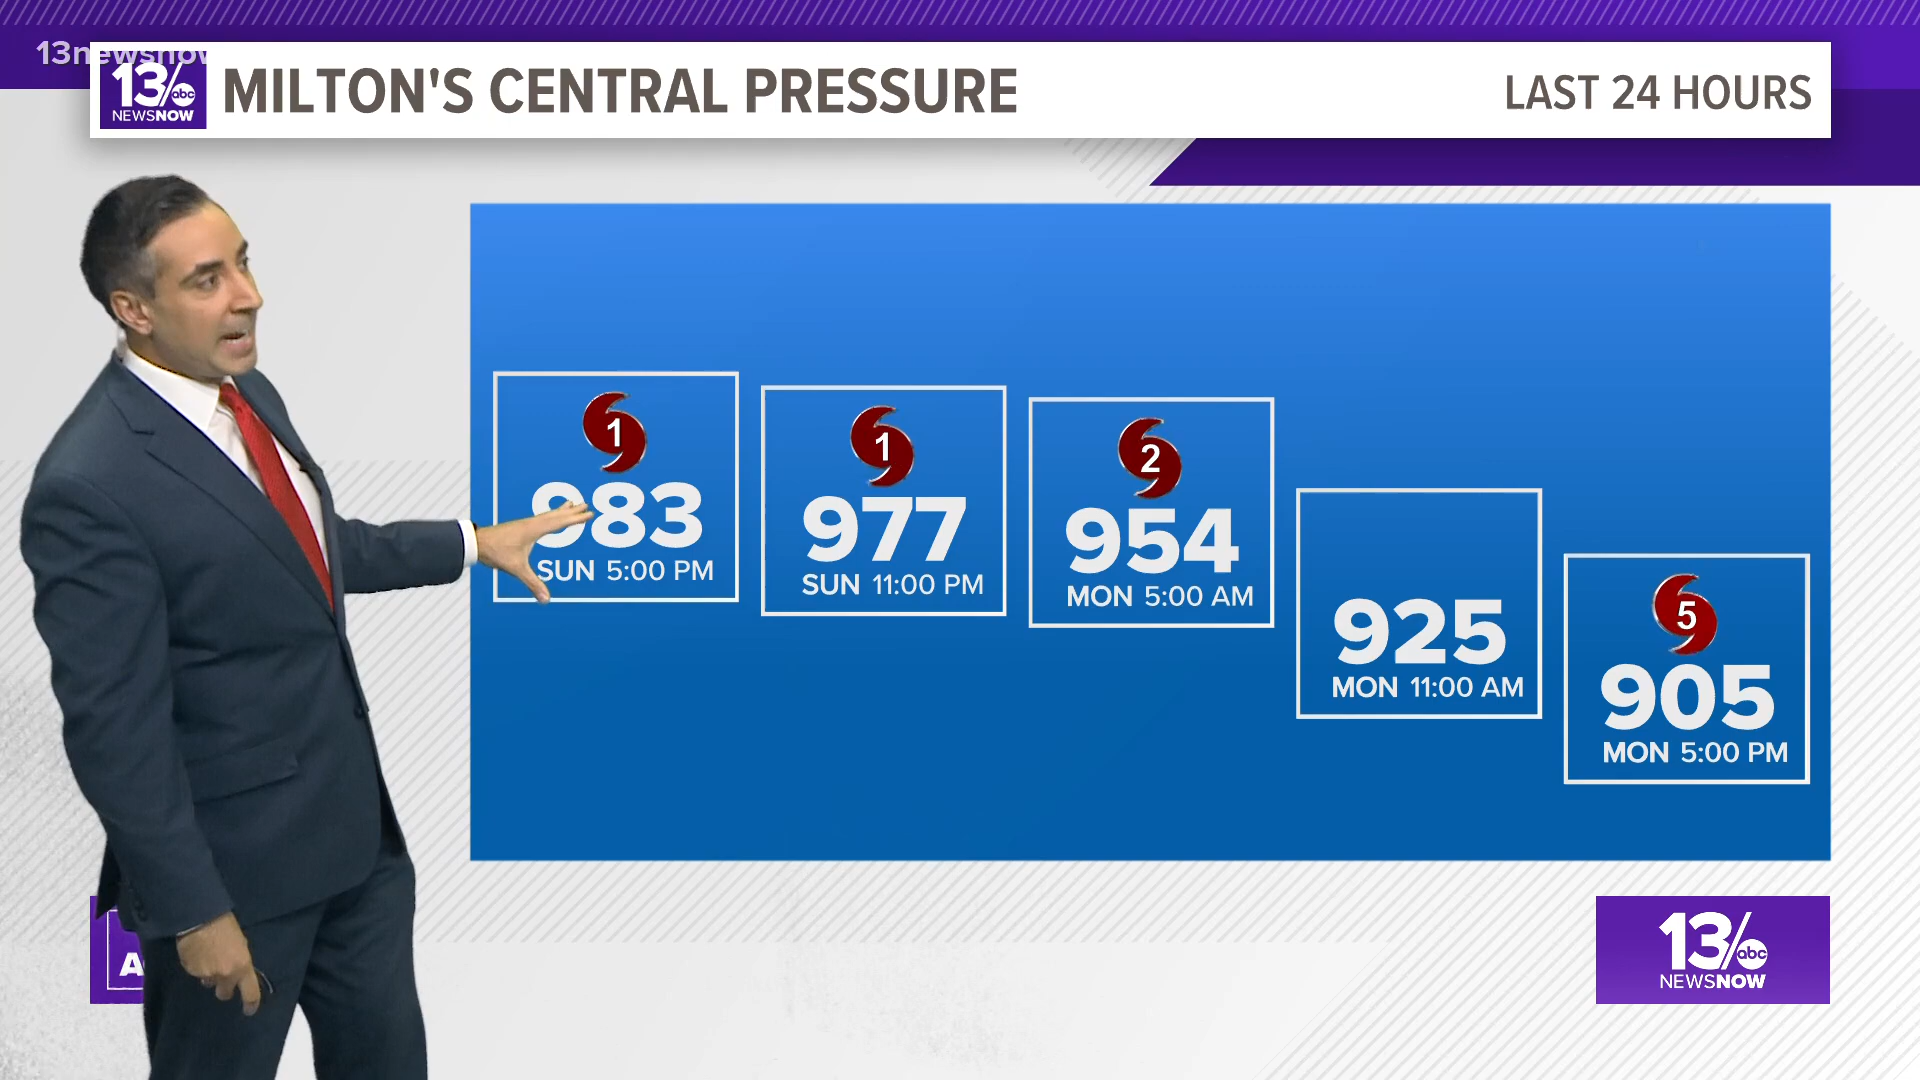 13newsnow
13/abc
NEWSNOW
MILTON'S CENTRAL PRESSURE
LAST 24 HOURS
1
983
SUN 5:00 PM
1
977
SUN 11:00 PM
2
954
MON 5:00 AM
925
MON 11:00 AM
5
905
MON 5:00 PM
A
13/abc
NEWSNOW